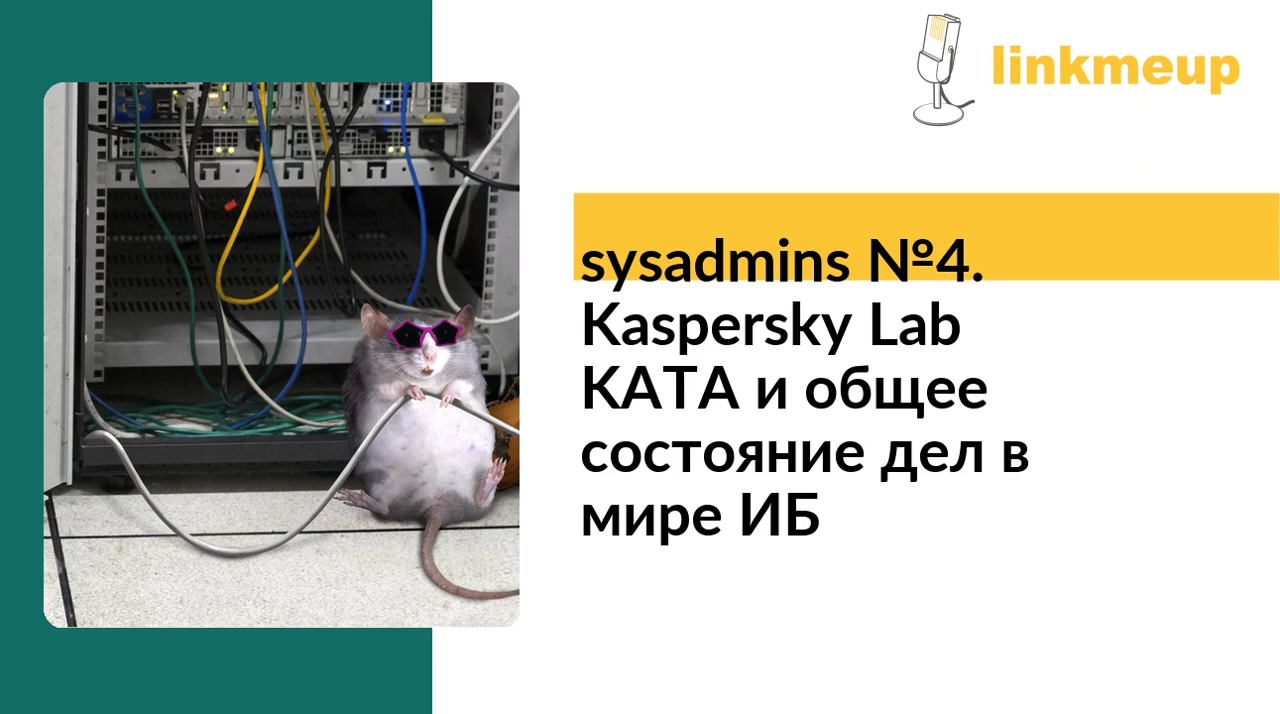 linkmeup
sysadmins №4.
Kaspersky Lab
KATA и общее
состояние дел в
мире ИБ